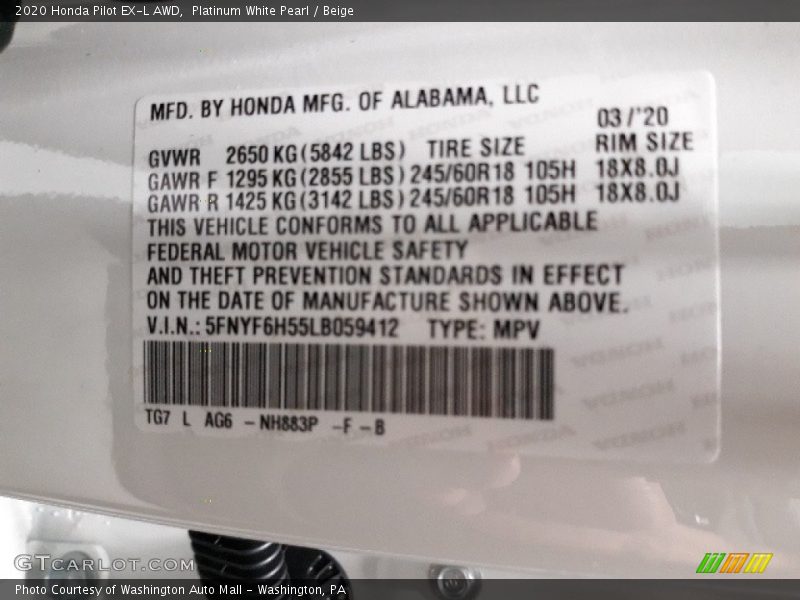 2020 Honda Pilot EX-L AWD,  Platinum White Pearl / Beige
MFD. BY HONDA MFG. OF ALABAMA, LLC
03/'20
GVWR 2650 KG (5842 LBS) TIRE SIZE RIM SIZE
GAWR F 1295 KG (2855 LBS) 245/60R18 105H 18X8.0J
GAWR R 1425 KG (3142 LBS) 245/60R18 105H 18X8.0J
THIS VEHICLE CONFORMS TO ALL APPLICABLE
FEDERAL MOTOR VEHICLE SAFETY
AND THEFT PREVENTION STANDARDS IN EFFECT
ON THE DATE OF MANUFACTURE SHOWN ABOVE.
V.I.N.: 5FNYF6H55LB059412 TYPE: MPV
TG7 L AG6 - NH883P - F - B
GTCARLOT.COM
Photo Courtesy of Washington Auto Mall - Washington, PA